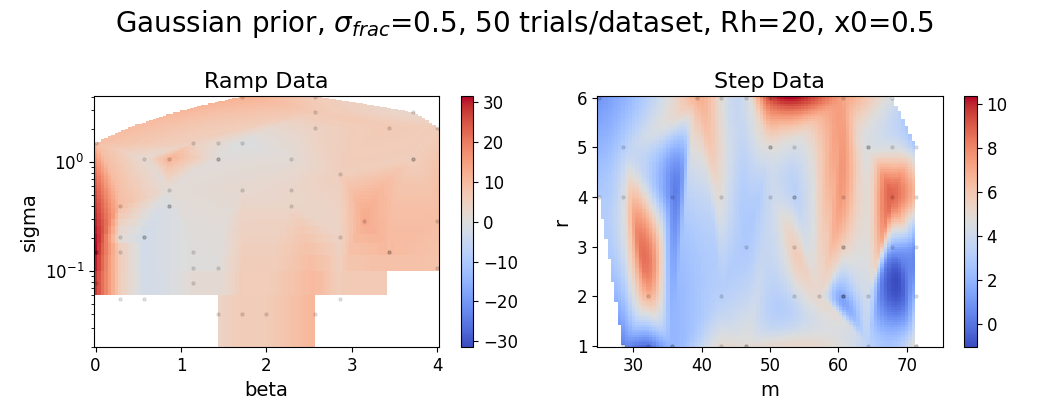 Gaussian prior, σ_frac=0.5, 50 trials/dataset, Rh=20, x0=0.5
Ramp Data
sigma
10⁰
10⁻¹
0 1 2 3 4
beta
30
20
10
0
−10
−20
−30
Step Data
r
6
5
4
3
2
1
30 40 50 60 70
m
10
8
6
4
2
0